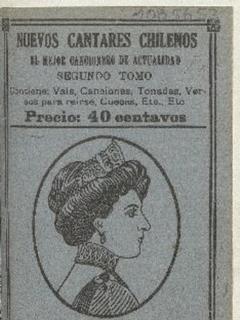 NUEVOS CANTARES CHILENOS
EL MEJOR CANCIONERO DE ACTUALIDAD
SEGUNDO TOMO
Contiene: Vals, Canciones, Tonadas, Ver-
sos para reirse, Cuecas, Etc., Etc
Precio: 40 centavos